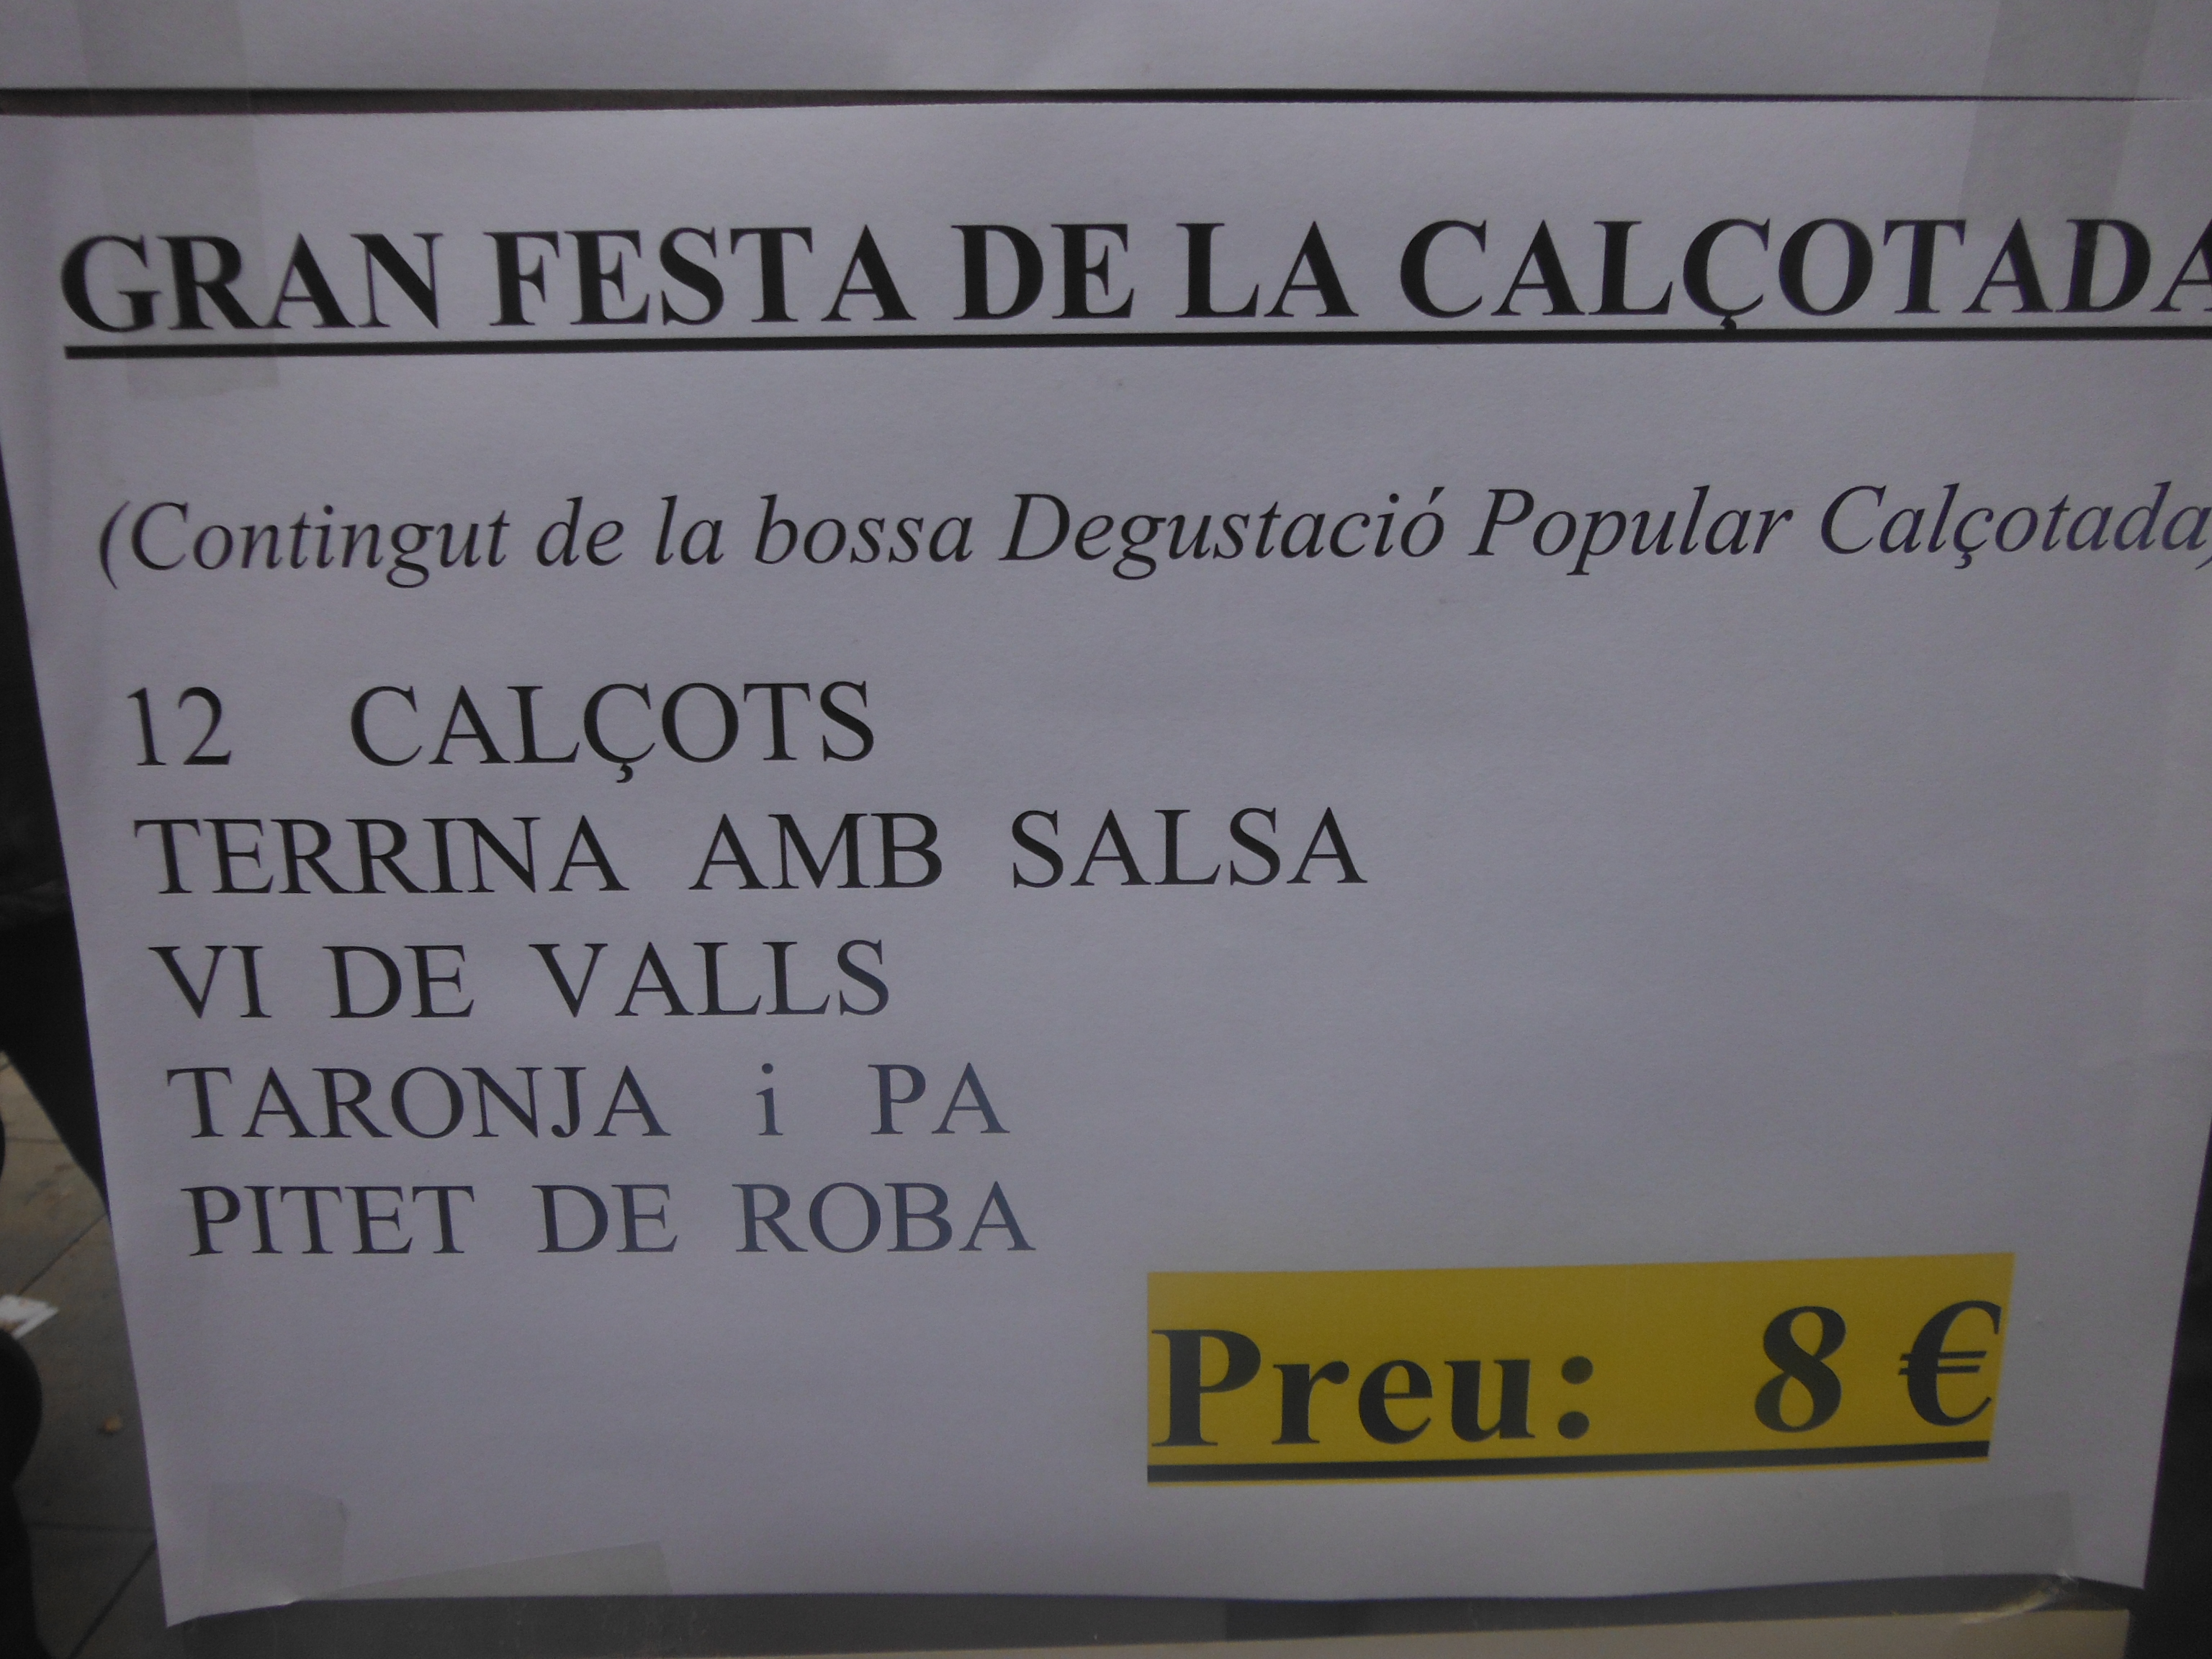 GRAN FESTA DE LA CALÇOTADA
(Contingut de la bossa Degustació Popular Calçotada)
12 CALÇOTS
TERRINA AMB SALSA
VI DE VALLS
TARONJA i PA
PITET DE ROBA
Preu: 8 €